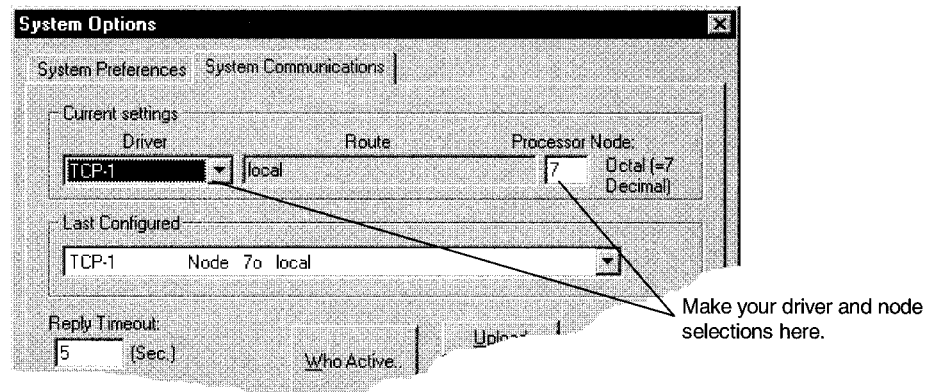 System Options
System Preferences System Communications
Current settings
Driver Route Processor Node:
TCP-1 local 7 Octal (=7
Decimal)
Last Configured
TCP-1 Node 7o local
Reply Timeout:
5 (Sec.)
Who Active..
Upload
Make your driver and node
selections here.